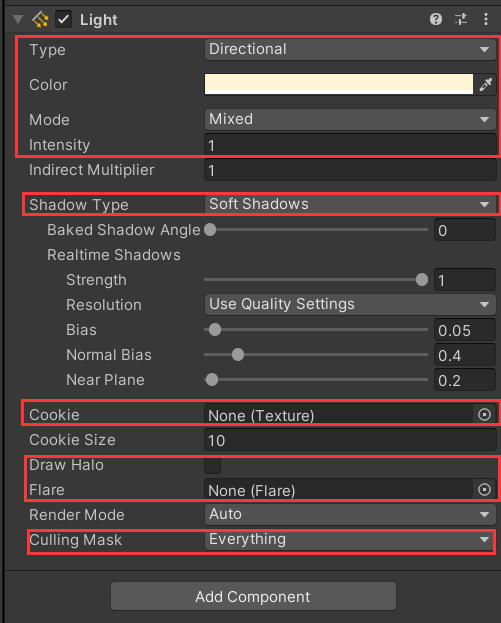 Light
Type Directional
Color
Mode Mixed
Intensity 1
Indirect Multiplier 1
Shadow Type Soft Shadows
Baked Shadow Angle 0
Realtime Shadows
Strength 1
Resolution Use Quality Settings
Bias 0.05
Normal Bias 0.4
Near Plane 0.2
Cookie None (Texture)
Cookie Size 10
Draw Halo
Flare None (Flare)
Render Mode Auto
Culling Mask Everything
Add Component